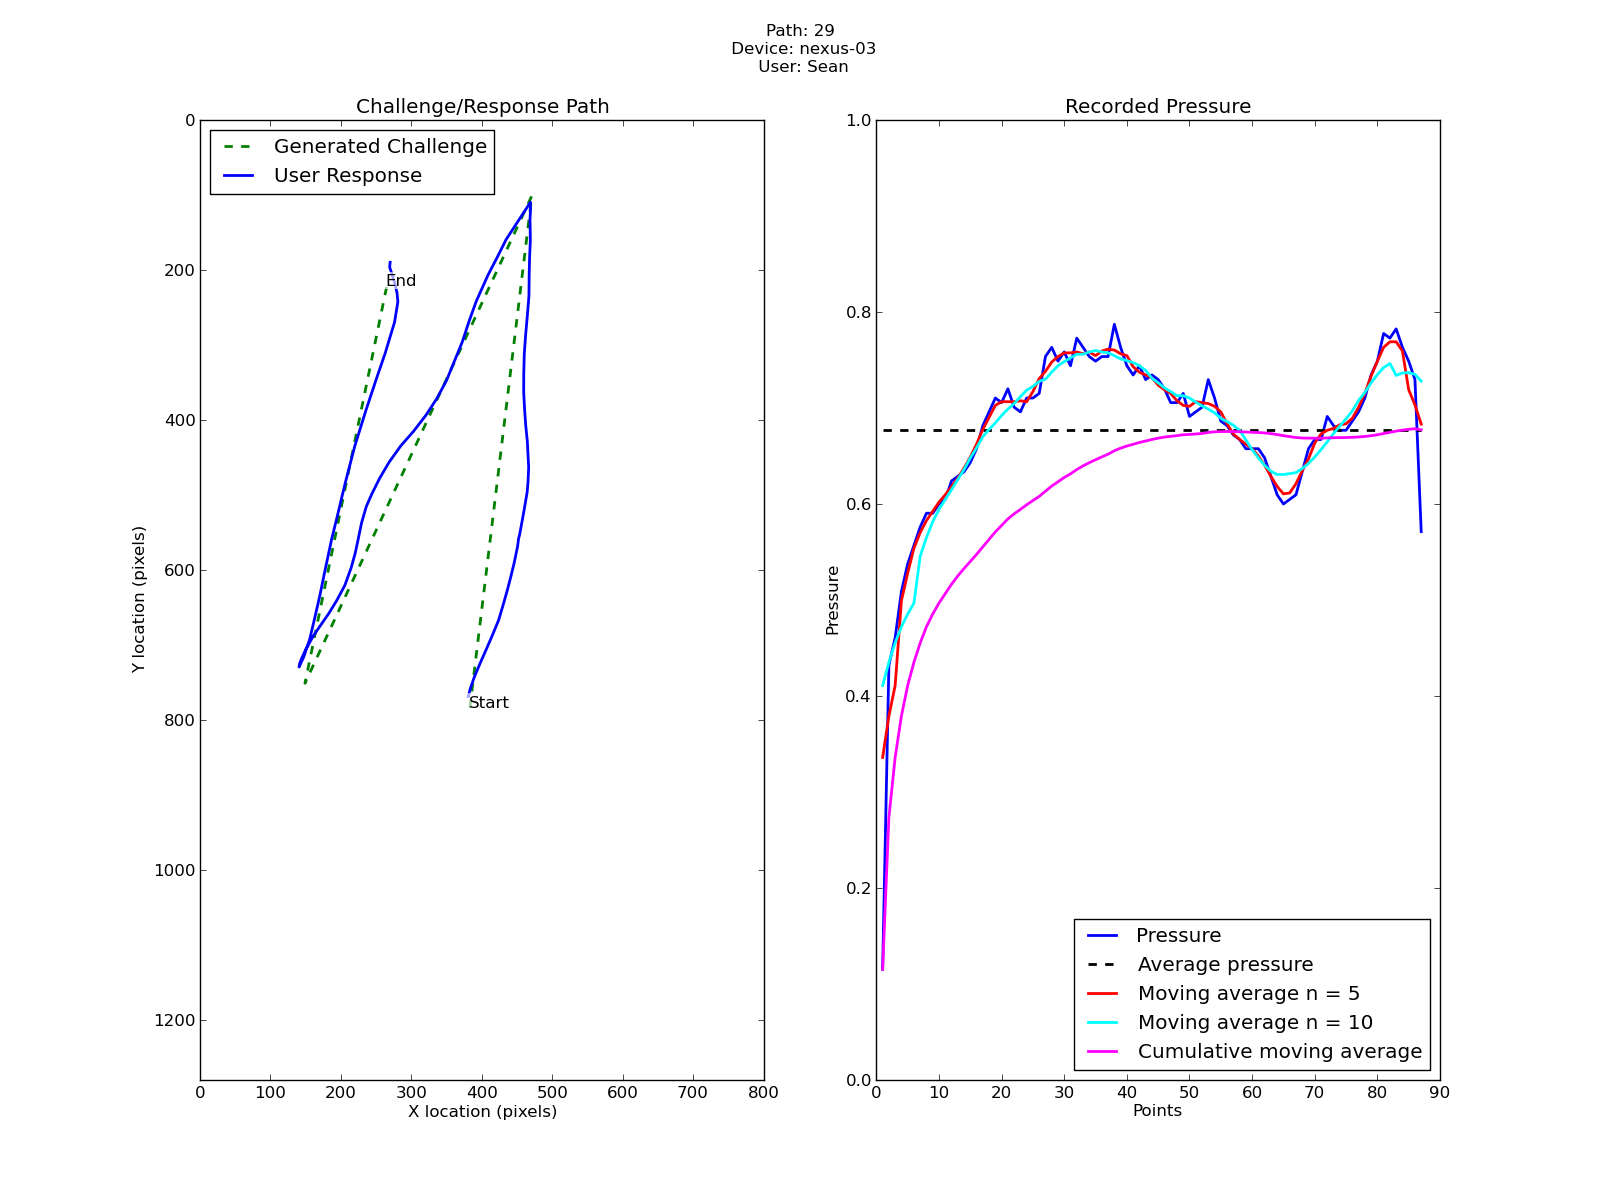 Path: 29
Device: nexus-03
User: Sean
Challenge/Response Path
Generated Challenge
User Response
End
Start
0
200
400
600
800
1000
1200
Y location (pixels)
0 100 200 300 400 500 600 700 800
X location (pixels)
Recorded Pressure
1.0
0.8
0.6
0.4
0.2
0.0
Pressure
Pressure
Average pressure
Moving average n = 5
Moving average n = 10
Cumulative moving average
0 10 20 30 40 50 60 70 80 90
Points